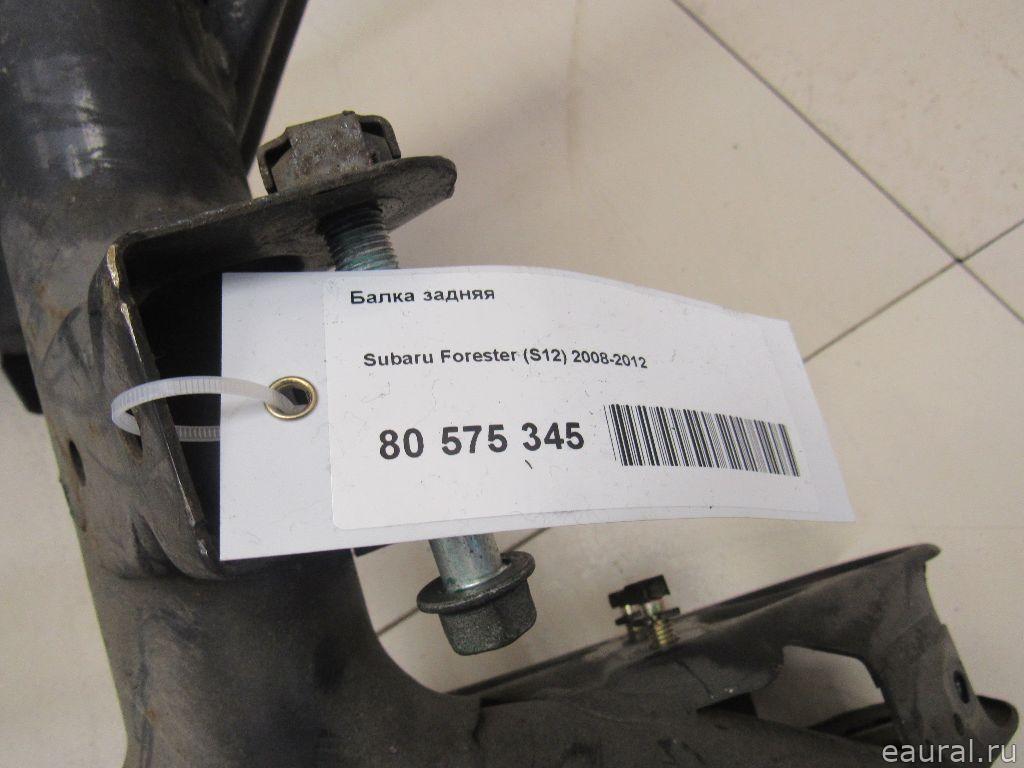 Балка задняя
Subaru Forester (S12) 2008-2012
80 575 345
eaural.ru